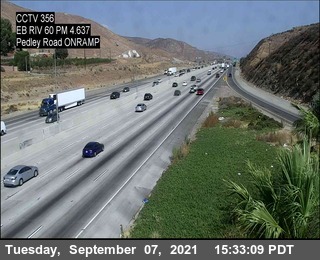 CCTV 356
EB RIV 60 PM 4.637
Pedley Road ONRAMP
Tuesday, September 07, 2021 15:33:09 PDT